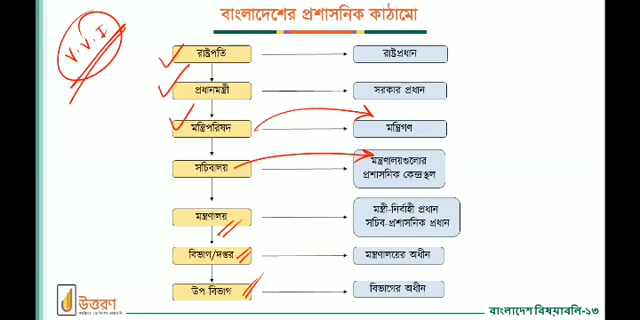 বাংলাদেশের প্রশাসনিক কাঠামো
V.V.I
রাষ্ট্রপতি
রাষ্ট্রপ্রধান
প্রধানমন্ত্রী
সরকার প্রধান
মন্ত্রিপরিষদ
মন্ত্রিগণ
সচিবালয়
মন্ত্রণালয়গুলোর
প্রশাসনিক কেন্দ্রস্থল
মন্ত্রণালয়
মন্ত্রী-নির্বাহী প্রধান
সচিব-প্রশাসনিক প্রধান
বিভাগ/দপ্তর
মন্ত্রণালয়ের অধীন
উপ-বিভাগ
বিভাগের অধীন
উত্তরণ
বাংলাদেশ বিষয়াবলি-১৩